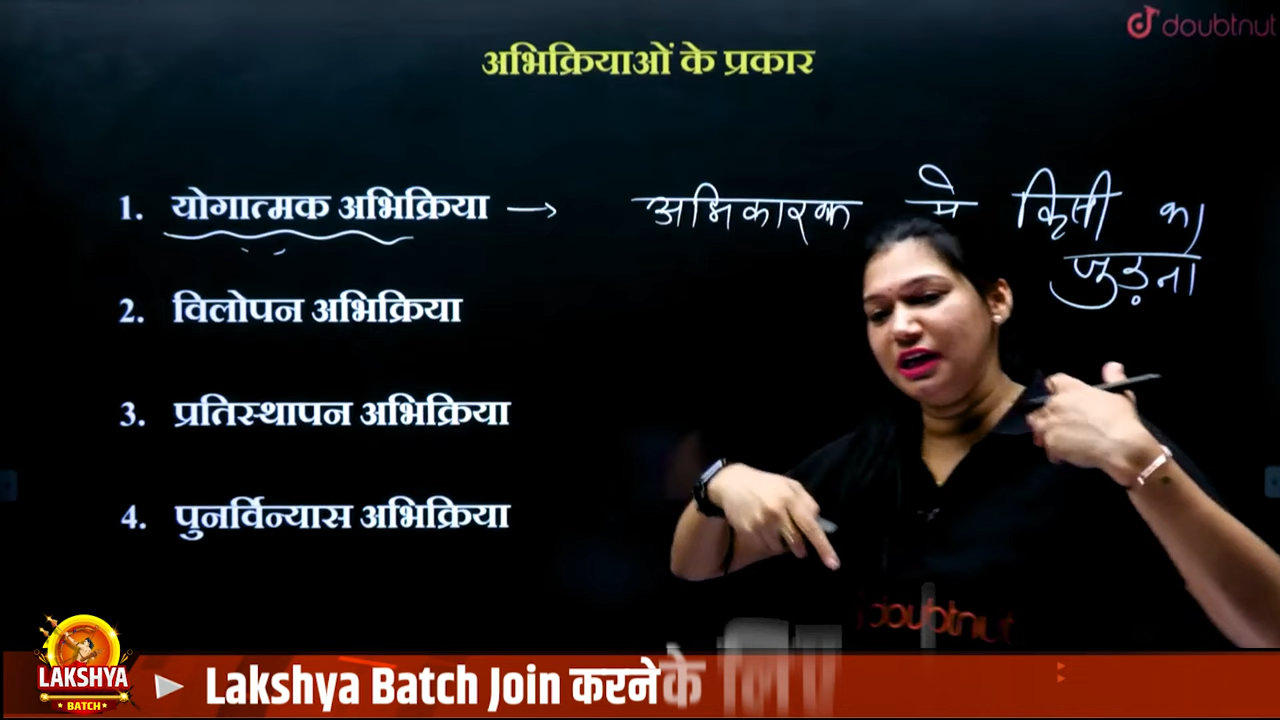 doubtnut
अभिक्रियाओं के प्रकार
1. योगात्मक अभिक्रिया → अभिकारक मे किसी का
जुड़ना
2. विलोपन अभिक्रिया
3. प्रतिस्थापन अभिक्रिया
4. पुनर्विन्यास अभिक्रिया
doubtnut
LAKSHYA
BATCH
Lakshya Batch Join करने के लिए